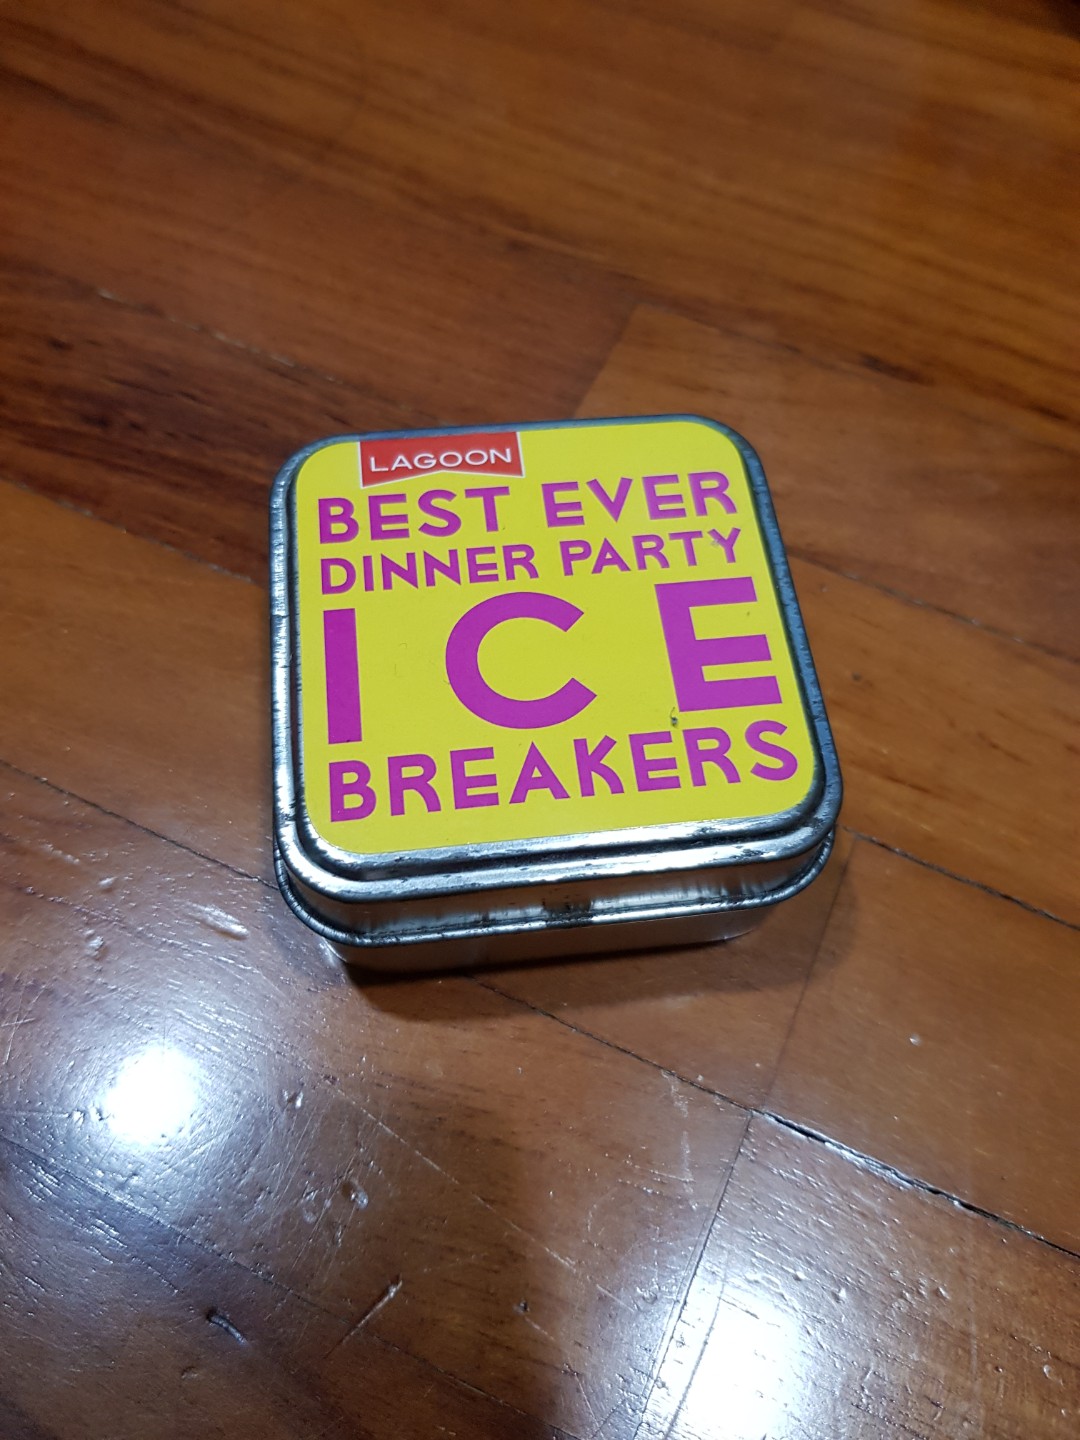 LAGOON
BEST EVER
DINNER PARTY
ICE
BREAKERS